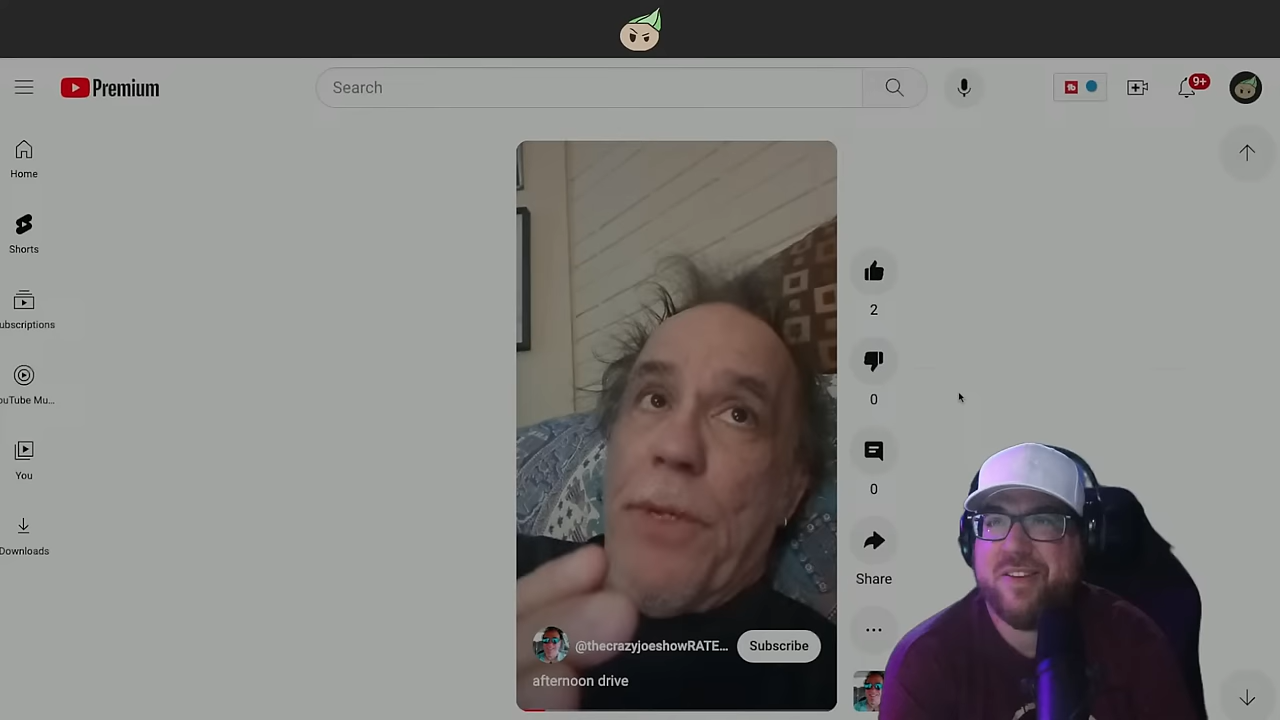 Premium
Search
9+
Home
Shorts
ubscriptions
ouTube Mu...
You
Downloads
2
0
0
Share
@thecrazyjoeshowRATE...
Subscribe
afternoon drive